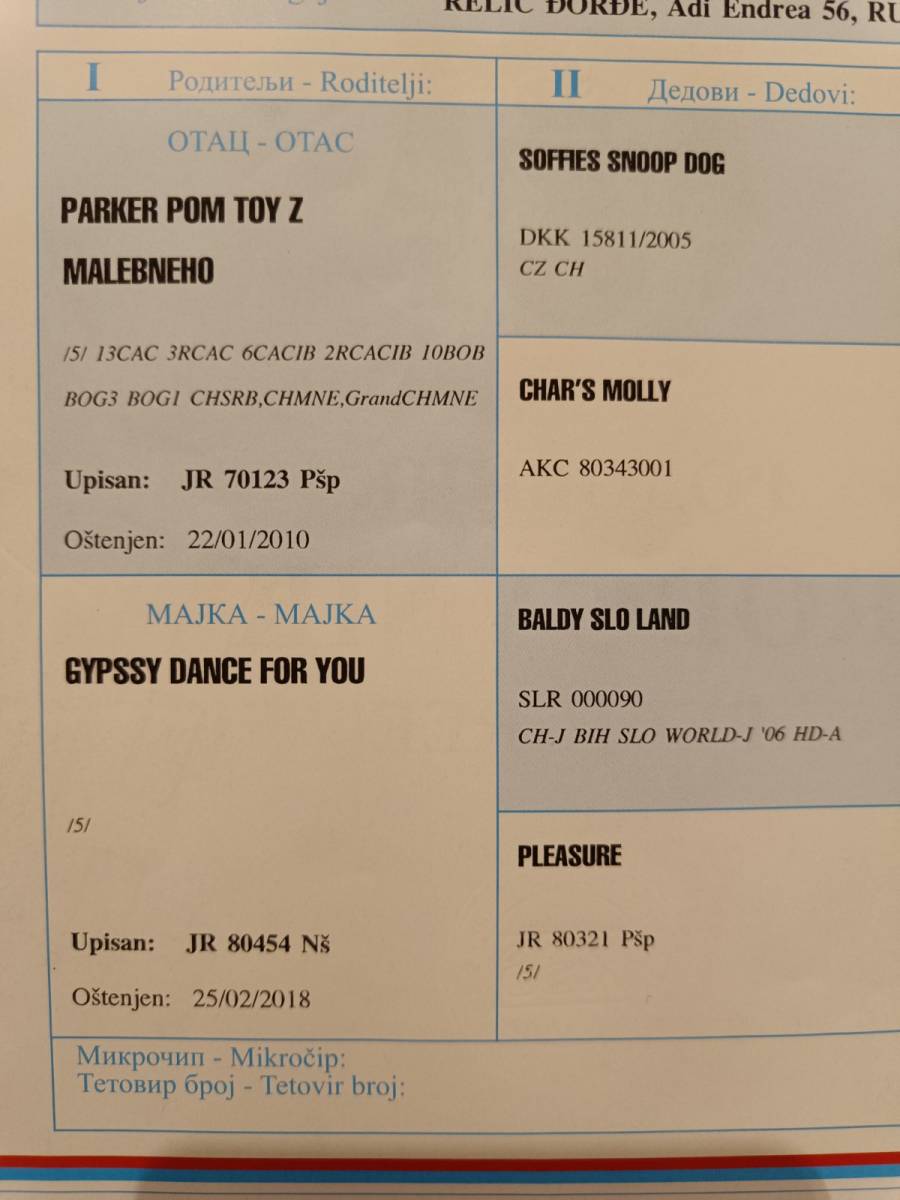 RELIĆ ĐORĐE, Adi Endrea 56, RU
I Родитељи - Roditelji:
ОТАЦ - OTAC
PARKER POM TOY Z
MALEBNEHO
/5/ 13CAC 3RCAC 6CACIB 2RCACIB 10BOB
BOG3 BOG1 CHSRB,CHMNE,GrandCHMNE
Upisan: JR 70123 Pšp
Oštenjen: 22/01/2010
МАЈКА - MAJKA
GYPSSY DANCE FOR YOU
/5/
Upisan: JR 80454 Nš
Oštenjen: 25/02/2018
II Дедови - Dedovi:
SOFFIES SNOOP DOG
DKK 15811/2005
CZ CH
CHAR'S MOLLY
AKC 80343001
BALDY SLO LAND
SLR 000090
CH-J BIH SLO WORLD-J '06 HD-A
PLEASURE
JR 80321 Pšp
/5/
Микрочип - Mikročip:
Тетовир број - Tetovir broj: